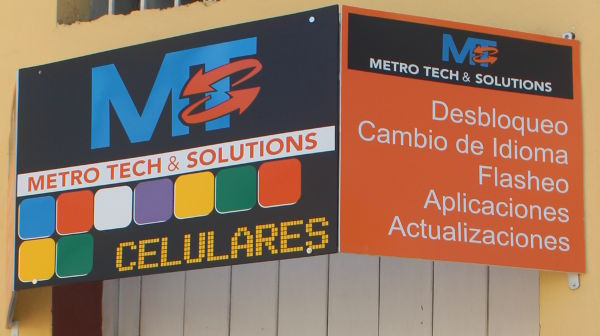 MT
METRO TECH & SOLUTIONS
CELULARES
MT
METRO TECH & SOLUTIONS
Desbloqueo
Cambio de Idioma
Flasheo
Aplicaciones
Actualizaciones